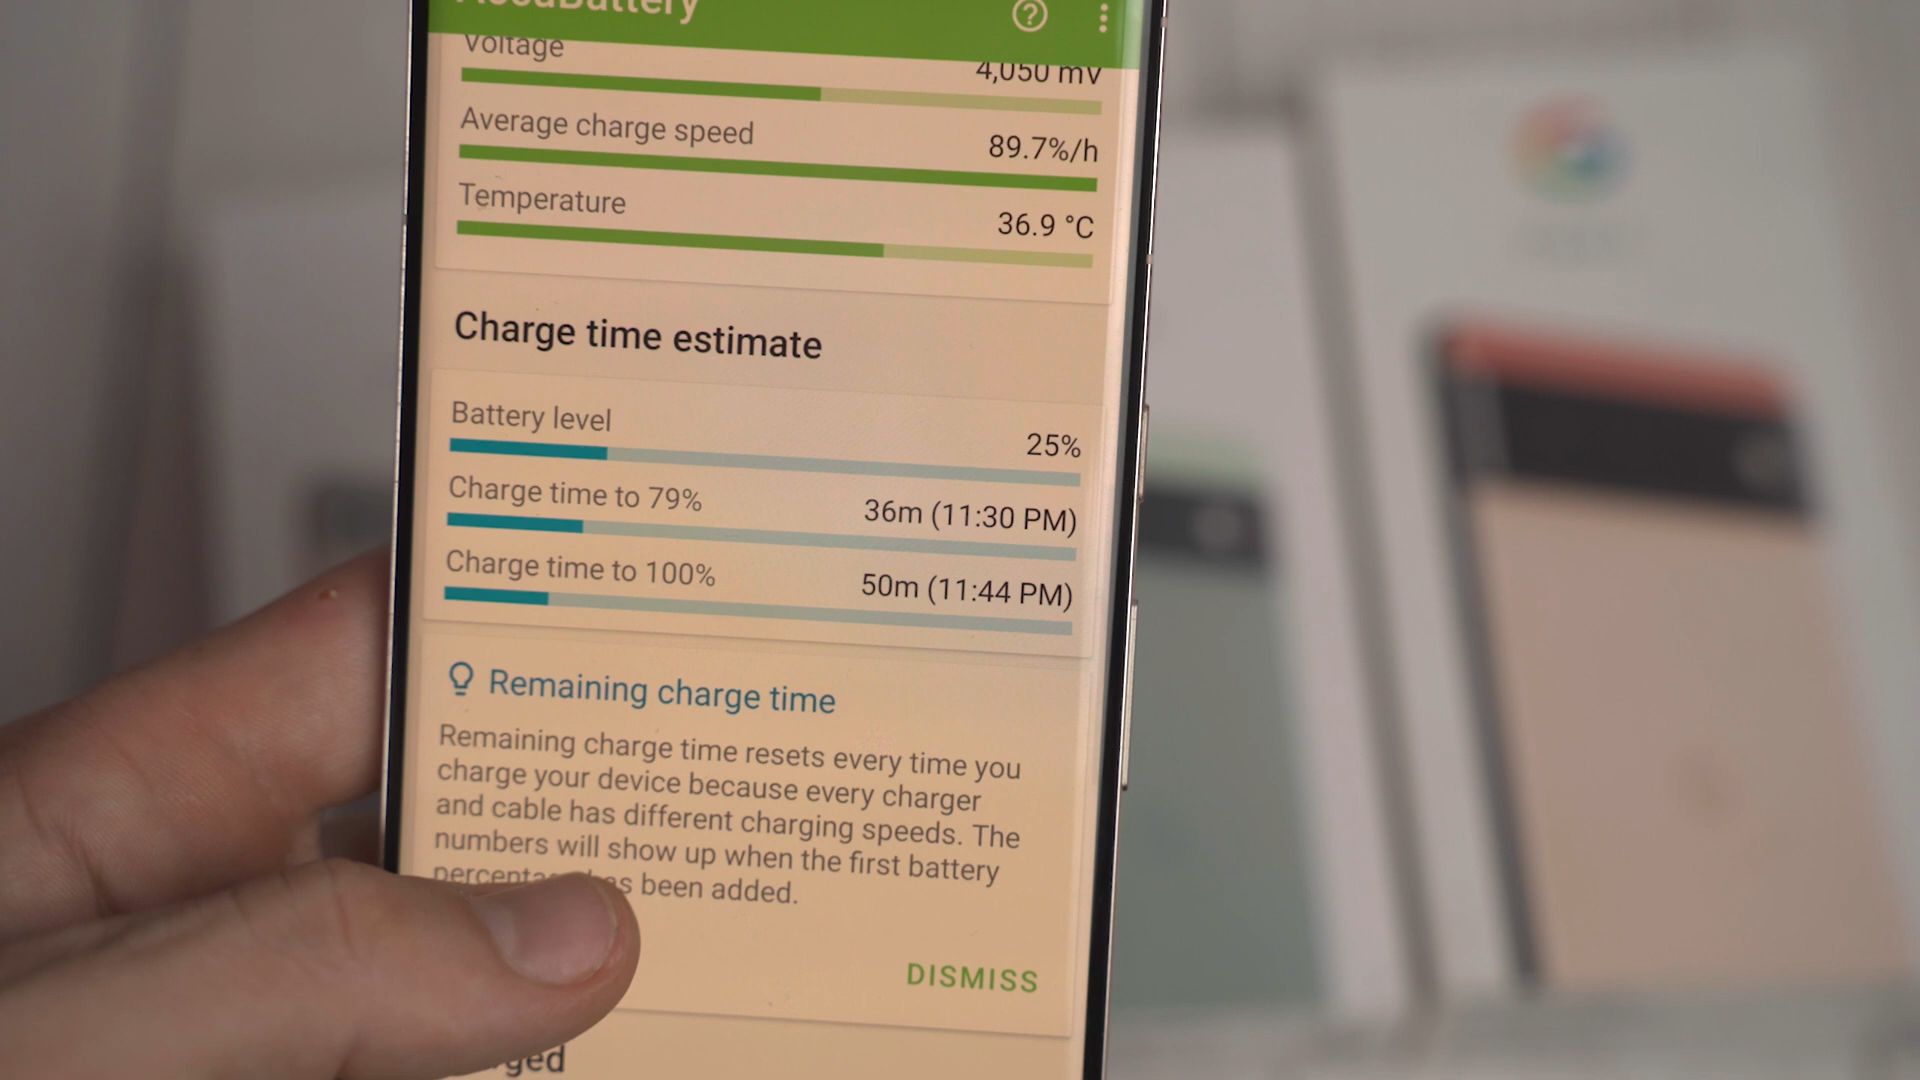 AccuBattery
Voltage
4,050 mV
Average charge speed
89.7%/h
Temperature
36.9 °C
Charge time estimate
Battery level
25%
Charge time to 79%
36m (11:30 PM)
Charge time to 100%
50m (11:44 PM)
Remaining charge time
Remaining charge time resets every time you
charge your device because every charger
and cable has different charging speeds. The
numbers will show up when the first battery
been added.
DISMISS